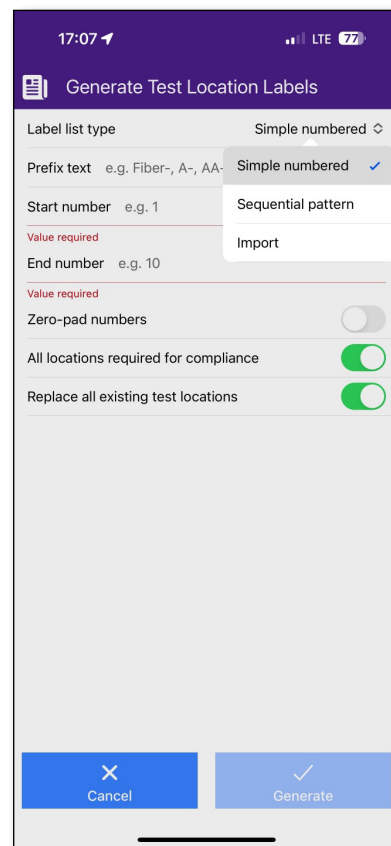 17:07 LTE 77
Generate Test Location Labels
Label list type Simple numbered
Prefix text e.g. Fiber-, A-, AA-
Simple numbered
Start number e.g. 1
Sequential pattern
Value required
Import
End number e.g. 10
Value required
Zero-pad numbers
All locations required for compliance
Replace all existing test locations
Cancel Generate